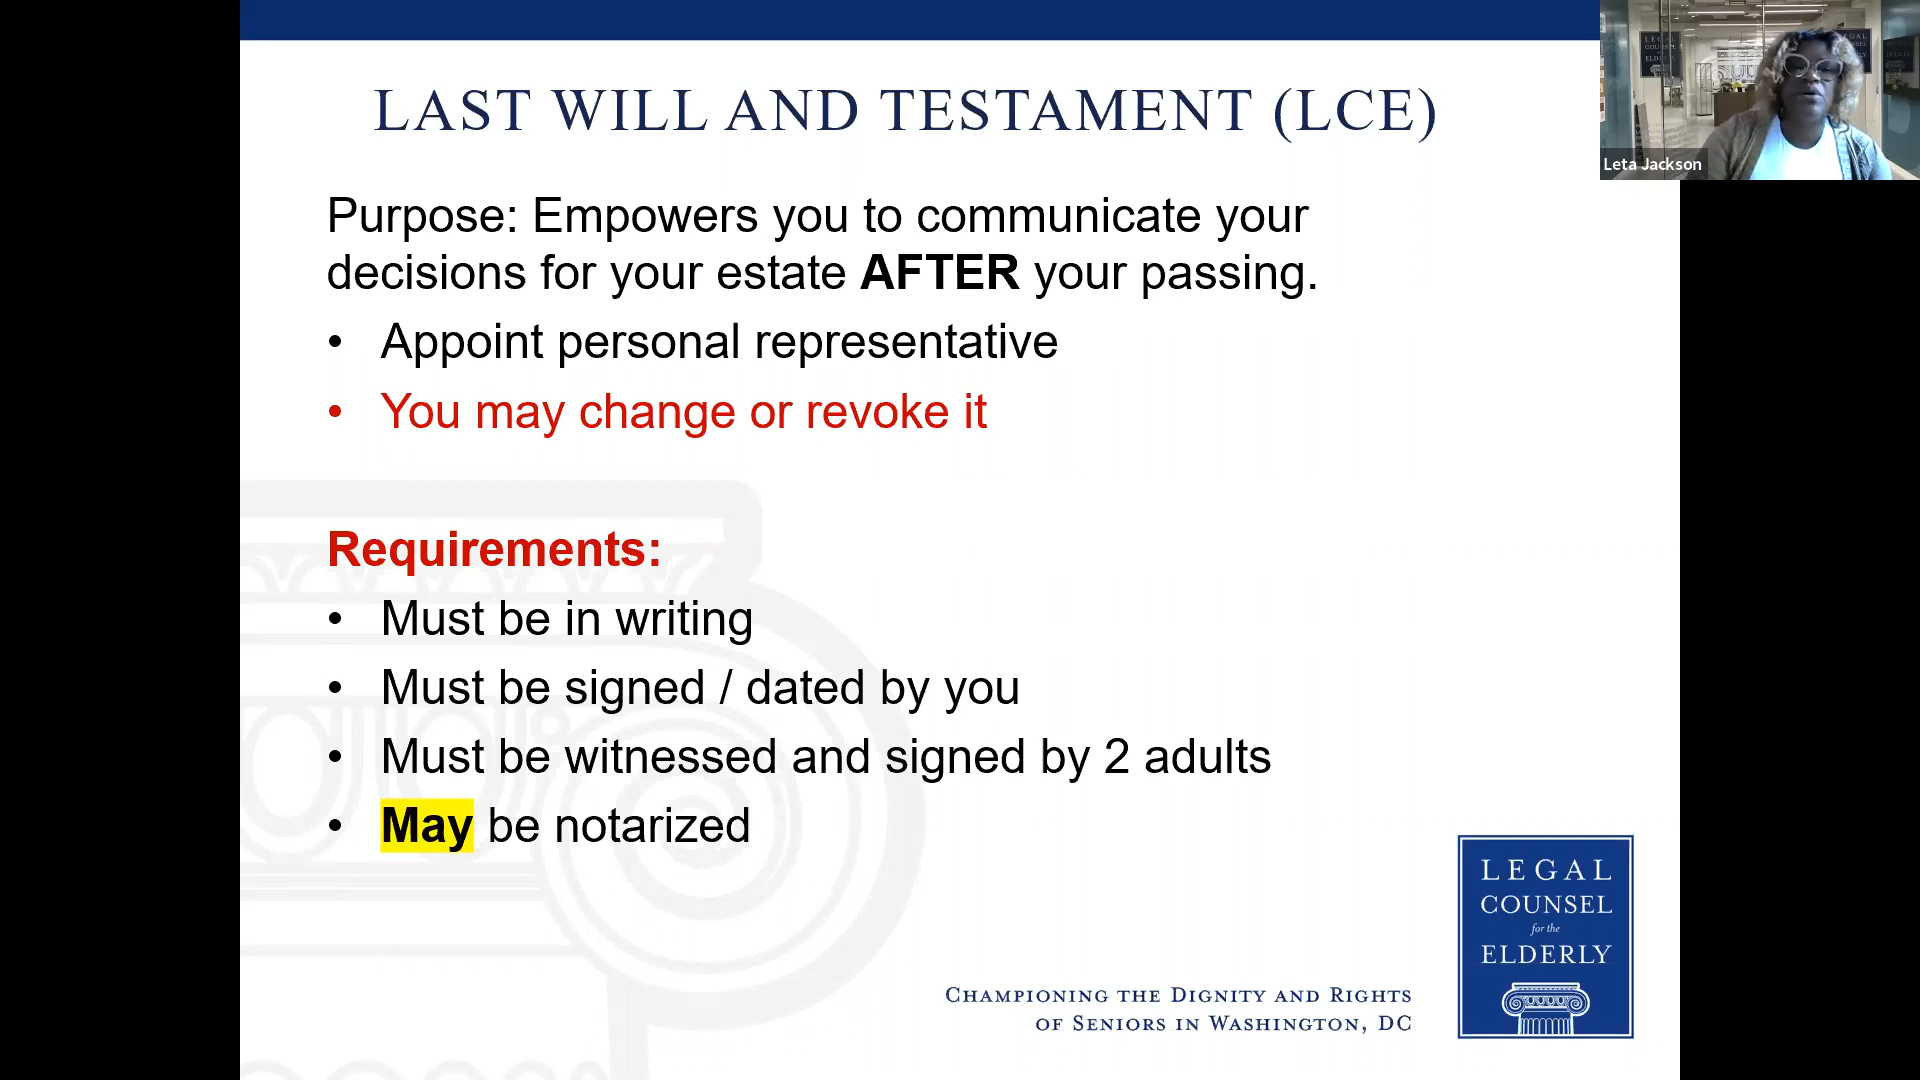 LAST WILL AND TESTAMENT (LCE)
Purpose: Empowers you to communicate your
decisions for your estate AFTER your passing.
• Appoint personal representative
• You may change or revoke it
Requirements:
• Must be in writing
• Must be signed / dated by you
• Must be witnessed and signed by 2 adults
• May be notarized
LEGAL
COUNSEL
for the
ELDERLY
CHAMPIONING THE DIGNITY AND RIGHTS
OF SENIORS IN WASHINGTON, DC
Leta Jackson